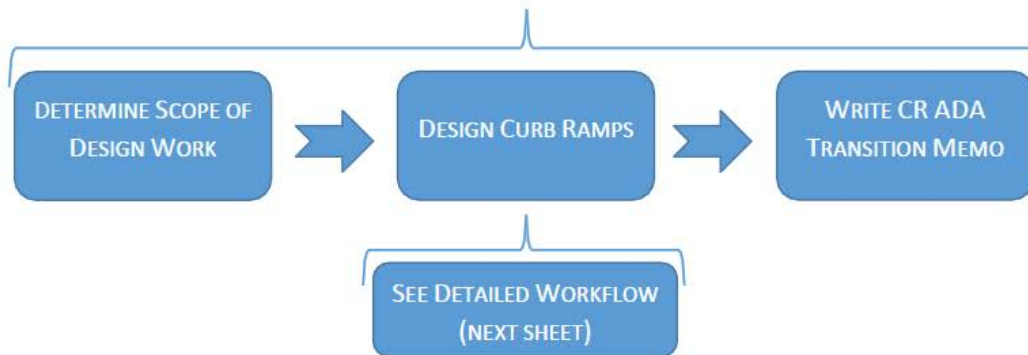 DETERMINE SCOPE OF
DESIGN WORK
DESIGN CURB RAMPS
WRITE CR ADA
TRANSITION MEMO
SEE DETAILED WORKFLOW
(NEXT SHEET)